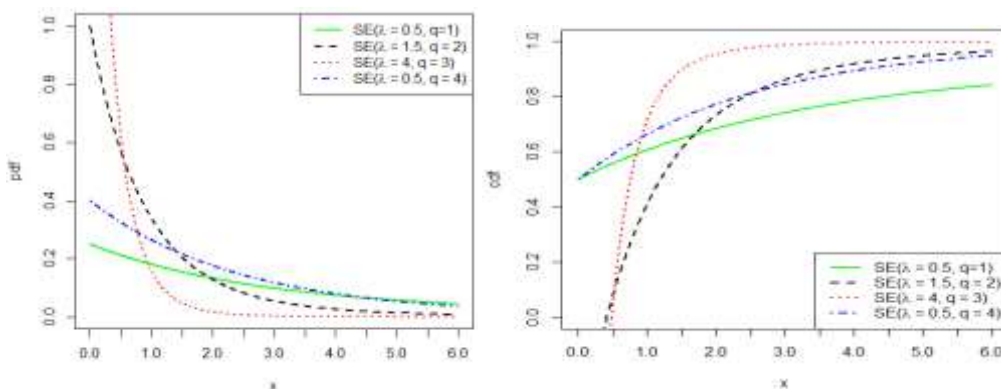 SE(λ = 0.5, q=1)
SE(λ = 1.5, q = 2)
SE(λ = 4, q = 3)
SE(λ = 0.5, q = 4)
pdf
1.0
0.8
0.6
0.4
0.2
0.0
0.0 1.0 2.0 3.0 4.0 5.0 6.0
x
cdf
1.0
0.8
0.6
0.4
0.2
0.0
SE(λ = 0.5, q=1)
SE(λ = 1.5, q = 2)
SE(λ = 4, q = 3)
SE(λ = 0.5, q = 4)
0.0 1.0 2.0 3.0 4.0 5.0 6.0
x